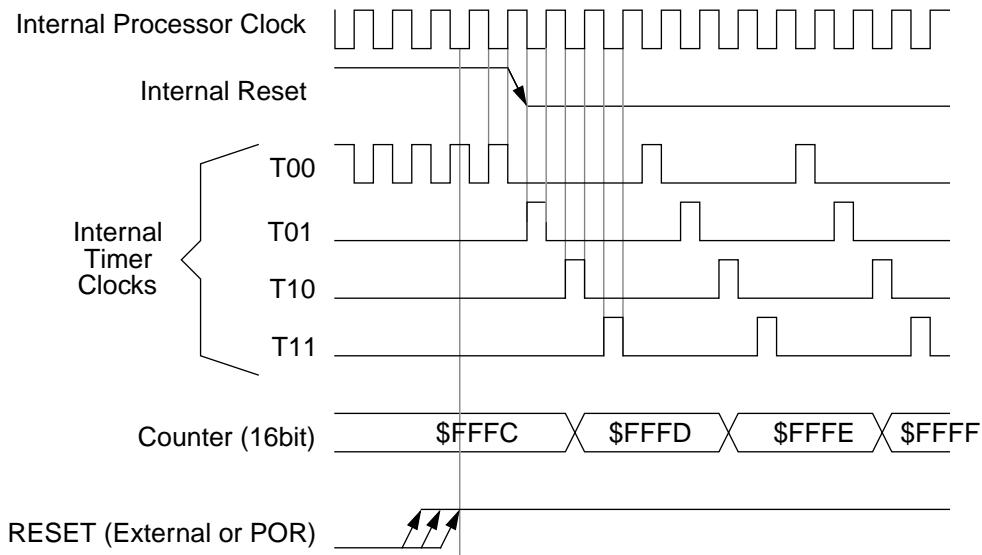 Internal Processor Clock
Internal Reset
T00
Internal
Timer
Clocks
T01
T10
T11
Counter (16bit)
$FFFC
$FFFD
$FFFE
$FFFF
RESET (External or POR)